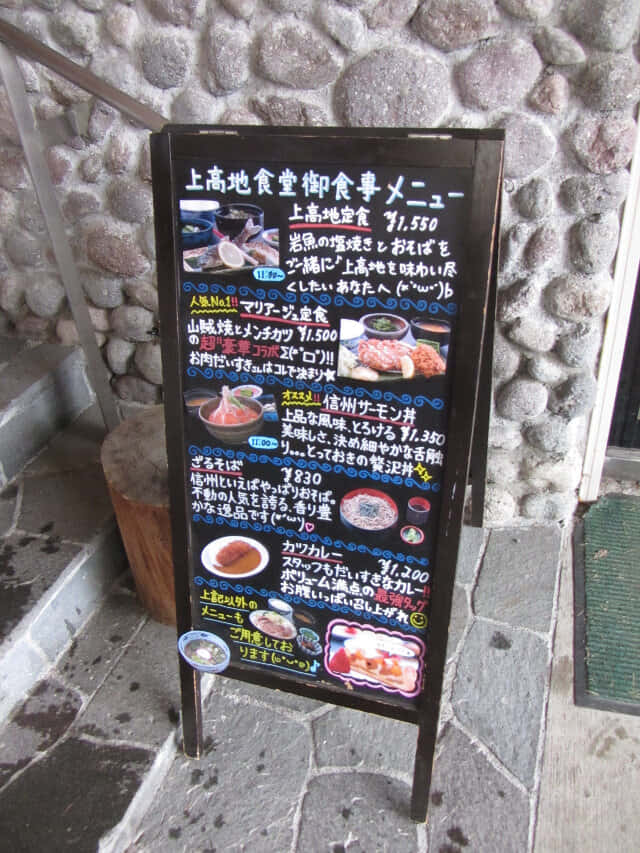 上高地食堂御食事メニュー
上高地定食 ¥1,550
岩魚の塩焼きとおそばを
ご一緒に♪上高地を味わい尽
くしたいあなたへ(*'ω'*)b
11:00~
人気No.1!!
マリアージュ定食
山賊焼とメンチカツ ¥1,500
の超"豪華コラボΣ(°ロ°)!!
お肉だいすきさんはコレで決まり★
オススメ!! 信州サーモン丼
上品な風味、とろける ¥1,350
美味しさ、決め細やかな舌触
り...とっておきの贅沢丼
11:00~
ざるそば ¥830
信州といえばやっぱりおそば。
不動の人気を誇る、香り豊
かな逸品です(*'ω'*)♡
カツカレー ¥1,200
スタッフもだいすきなカレー!!
ボリューム満点の最強タッグ
お腹いっぱい召し上がれ☺
上記以外の
メニューも
ご用意してお
ります(o^ω^o)♪